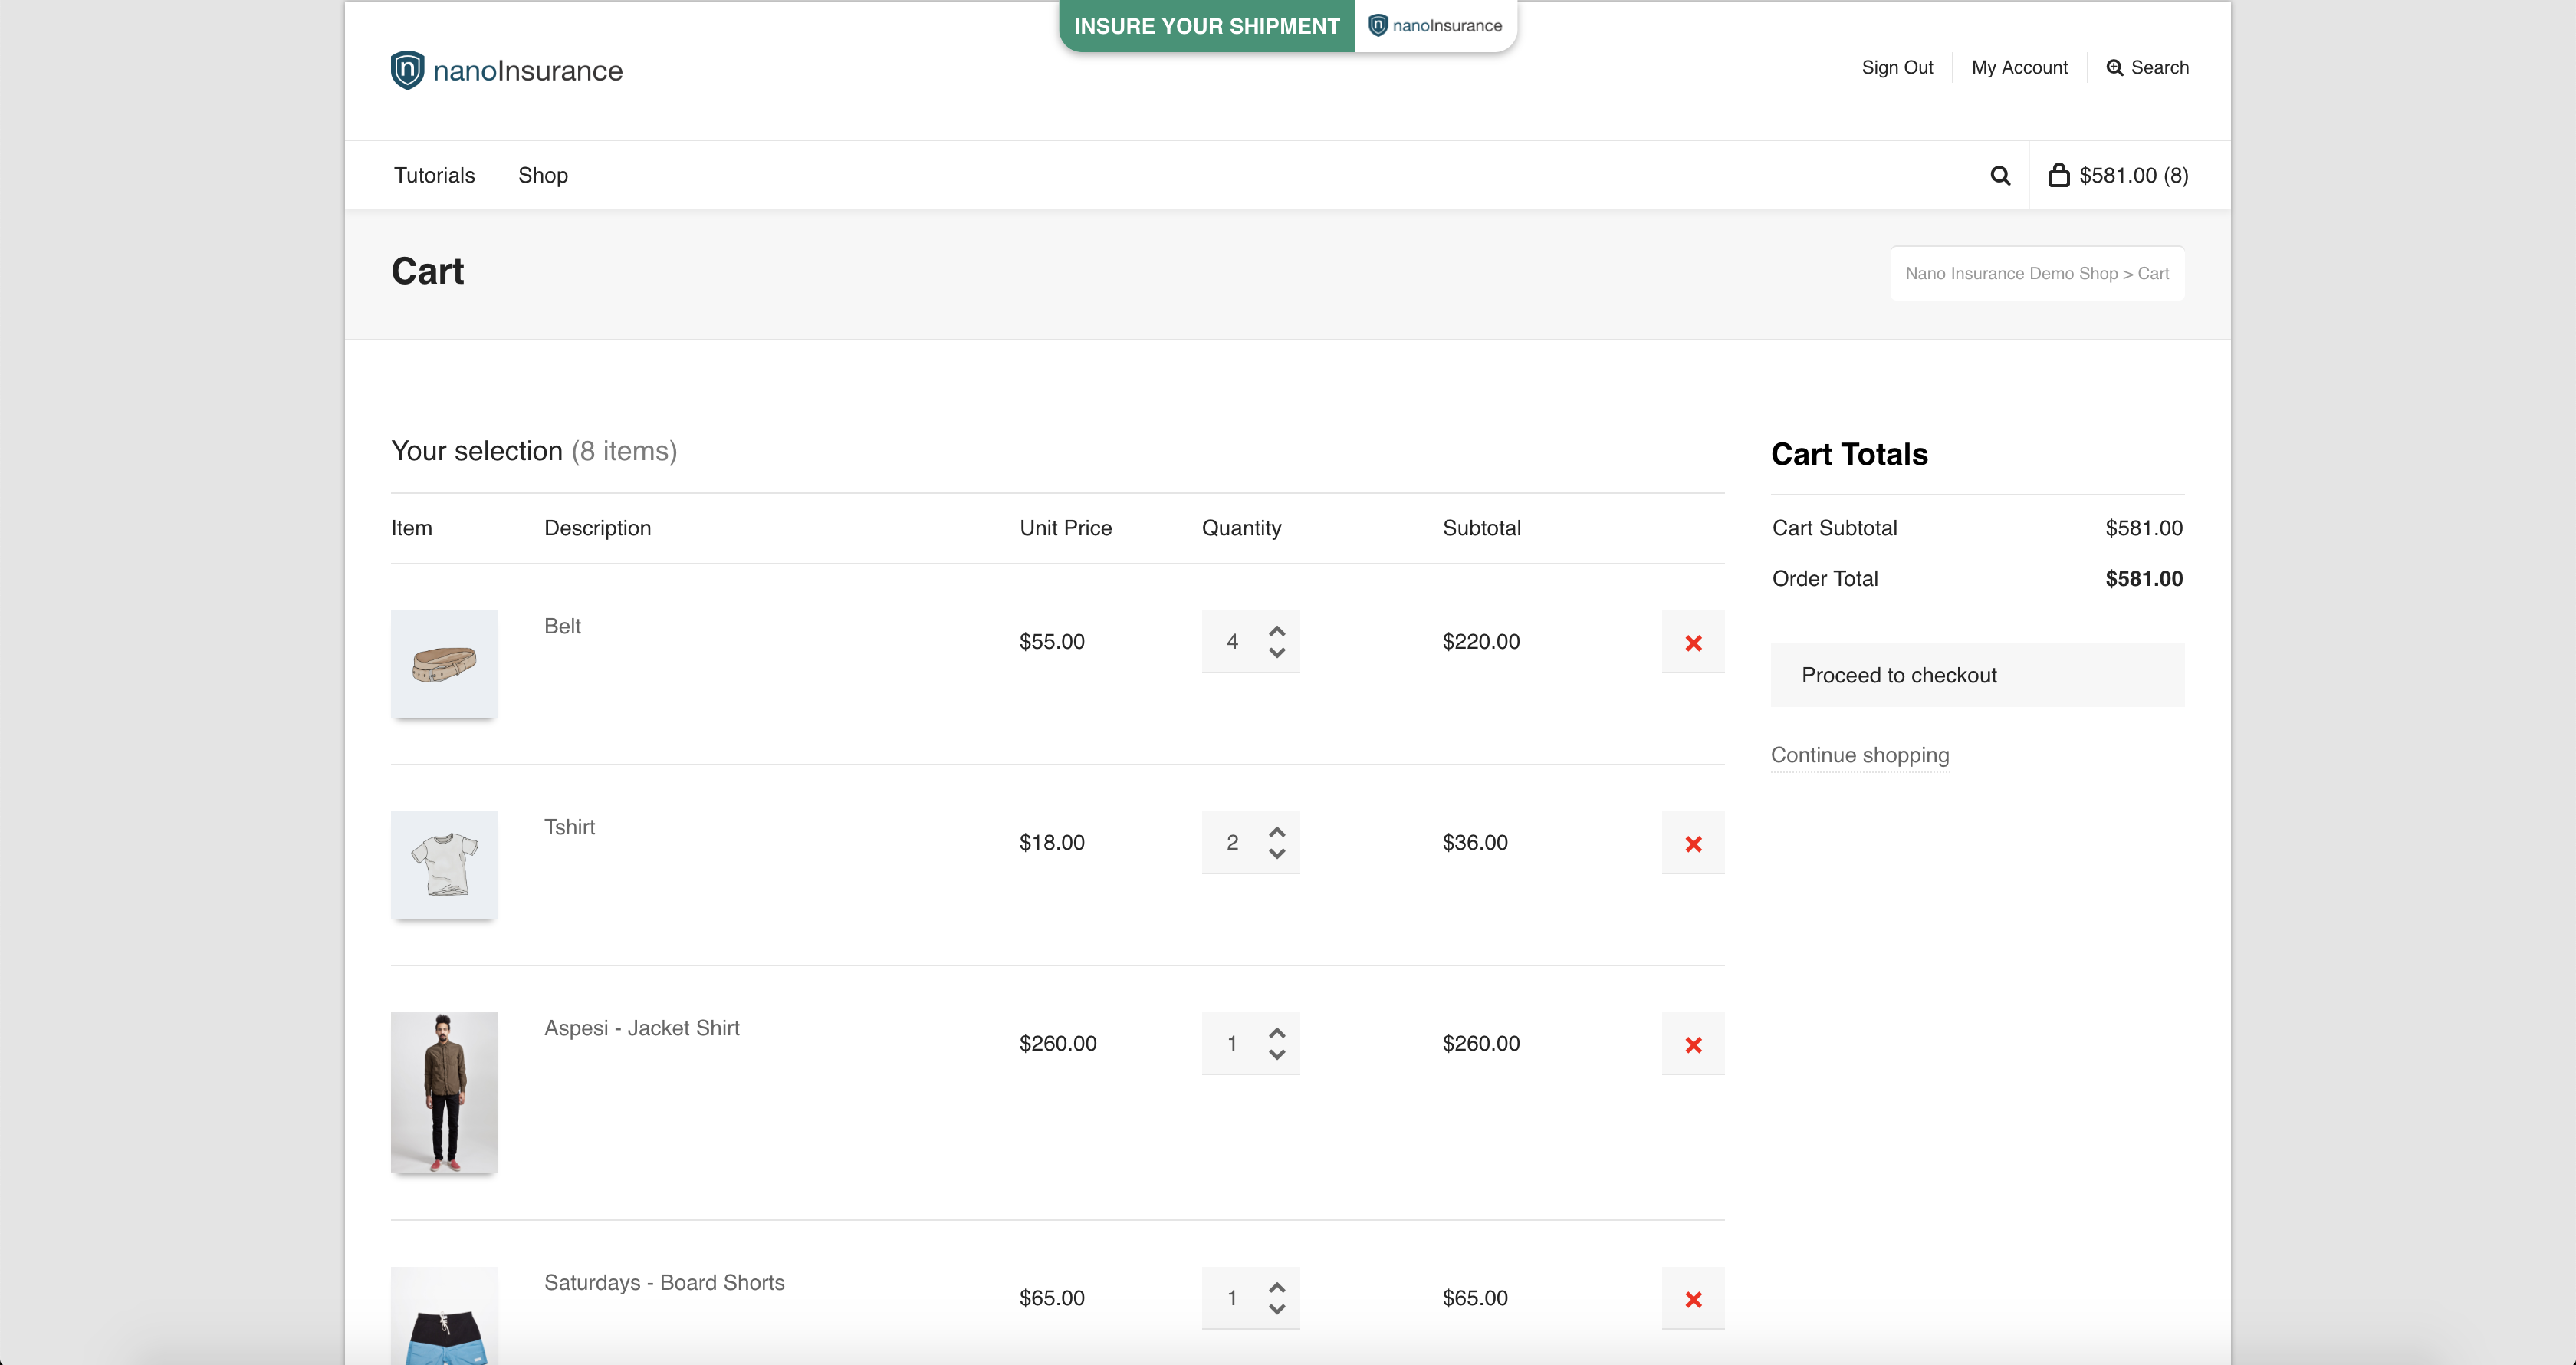 INSURE YOUR SHIPMENT nanoInsurance
nanoInsurance
Sign Out My Account Search
Tutorials Shop $581.00 (8)
Cart
Nano Insurance Demo Shop > Cart
Your selection (8 items)
Cart Totals
Item Description Unit Price Quantity Subtotal
Cart Subtotal $581.00
Order Total $581.00
Belt
$55.00 4 $220.00
Proceed to checkout
Continue shopping
Tshirt
$18.00 2 $36.00
Aspesi - Jacket Shirt
$260.00 1 $260.00
Saturdays - Board Shorts
$65.00 1 $65.00